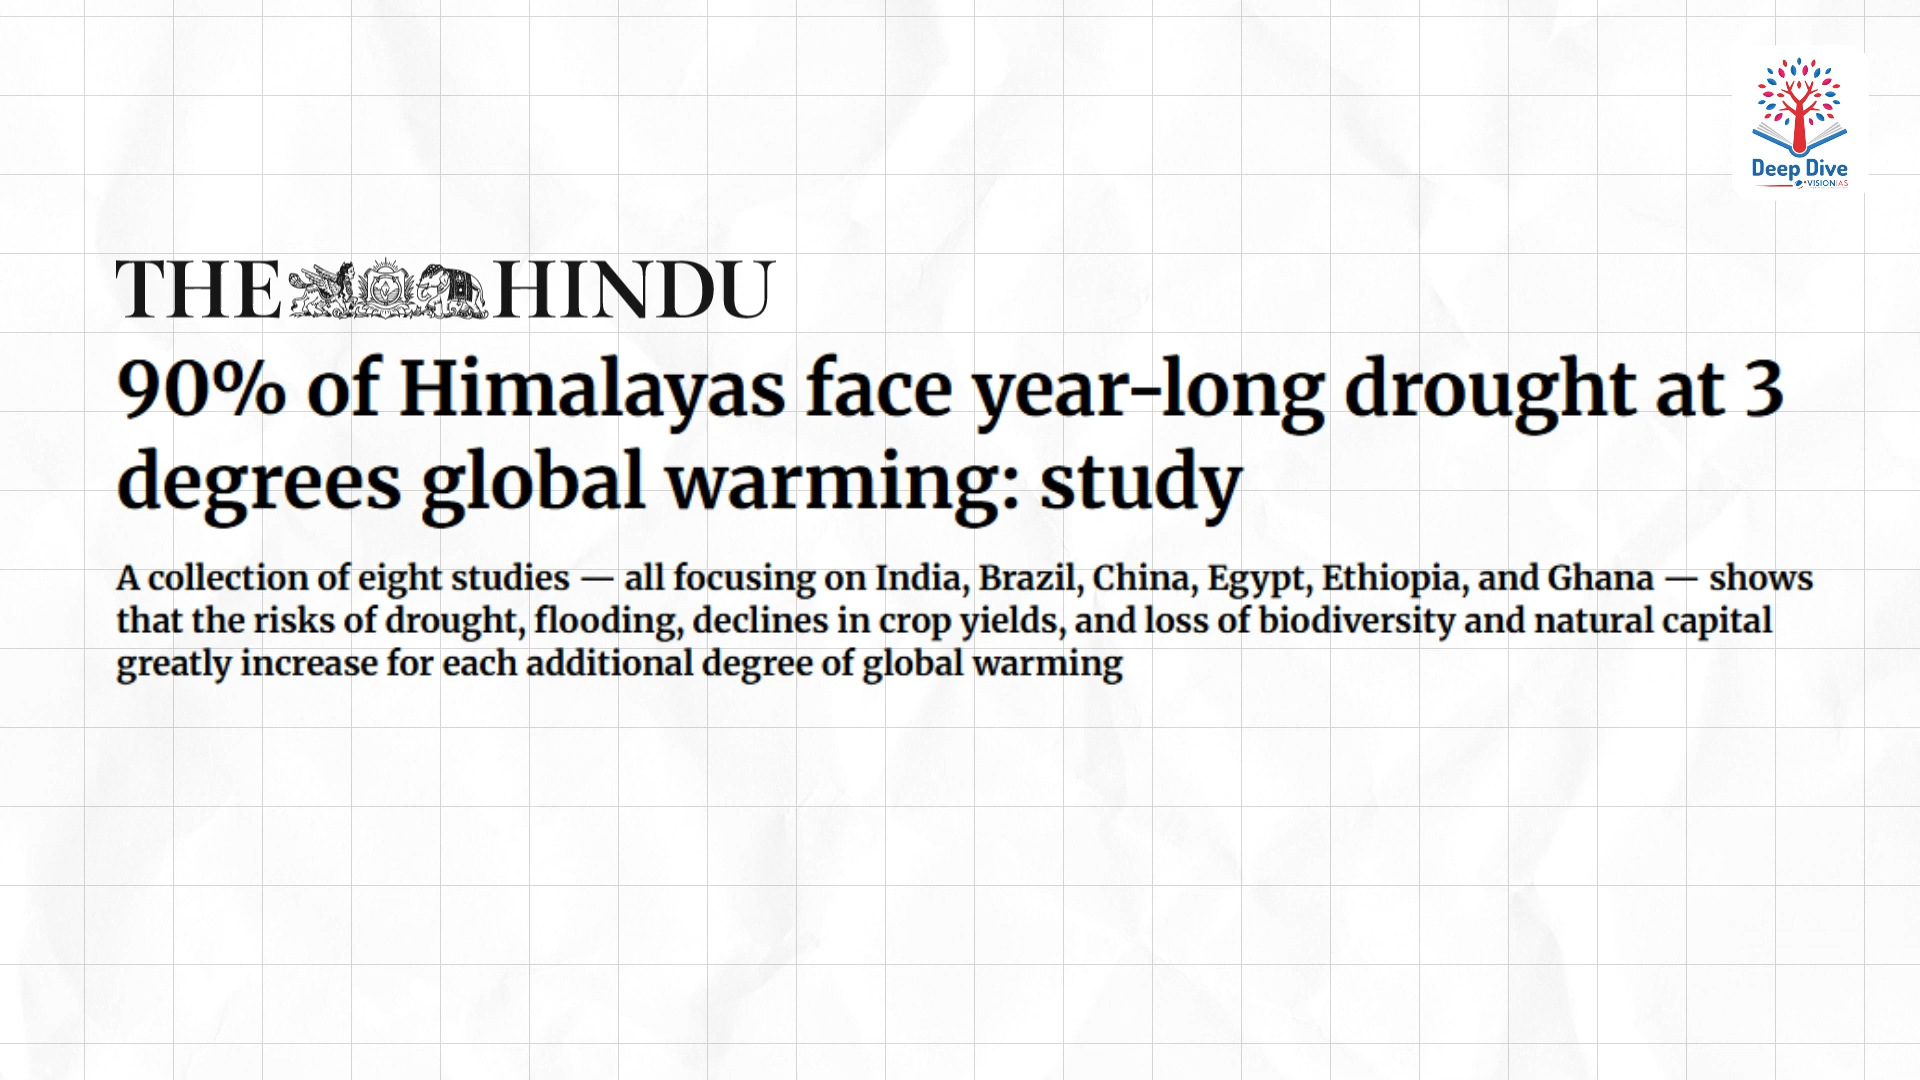 Deep Dive
VISIONIAS
THE HINDU
90% of Himalayas face year-long drought at 3
degrees global warming: study
A collection of eight studies — all focusing on India, Brazil, China, Egypt, Ethiopia, and Ghana — shows
that the risks of drought, flooding, declines in crop yields, and loss of biodiversity and natural capital
greatly increase for each additional degree of global warming